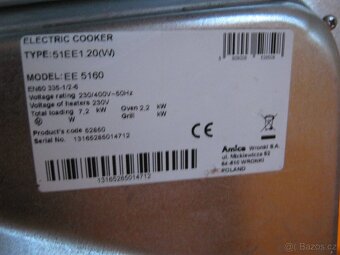 ELECTRIC COOKER
TYPE:51EE1.20(W)
MODEL:EE 5160
EN60 335-1/2-6
Voltage rating 230/400V~50Hz
Voltage of heaters 230V
Total loading 7,2 kW Oven 2,2 kW
W Grill kW
Product's code 52860
Serial No. 13165265014712
13165265014712
CE
Amica Wronki S.A.
ul. Mickiewicza 52
64-510 WRONKI
POLAND
bazoš.cz